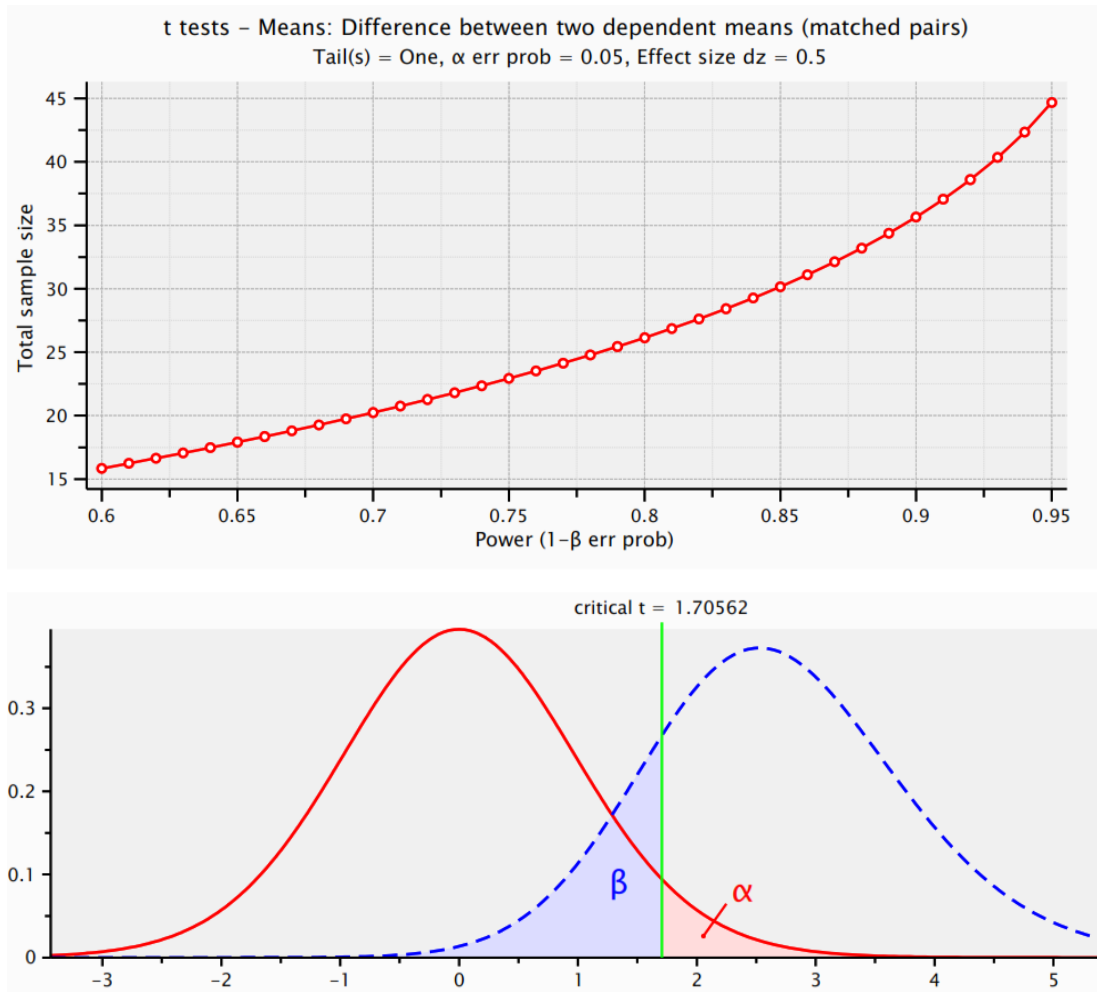 t tests – Means: Difference between two dependent means (matched pairs)
Tail(s) = One, α err prob = 0.05, Effect size dz = 0.5
45
40
35
30
25
20
15
Total sample size
0.6 0.65 0.7 0.75 0.8 0.85 0.9 0.95
Power (1–β err prob)
critical t = 1.70562
0.3
0.2
0.1
0
β
α
-3 -2 -1 0 1 2 3 4 5